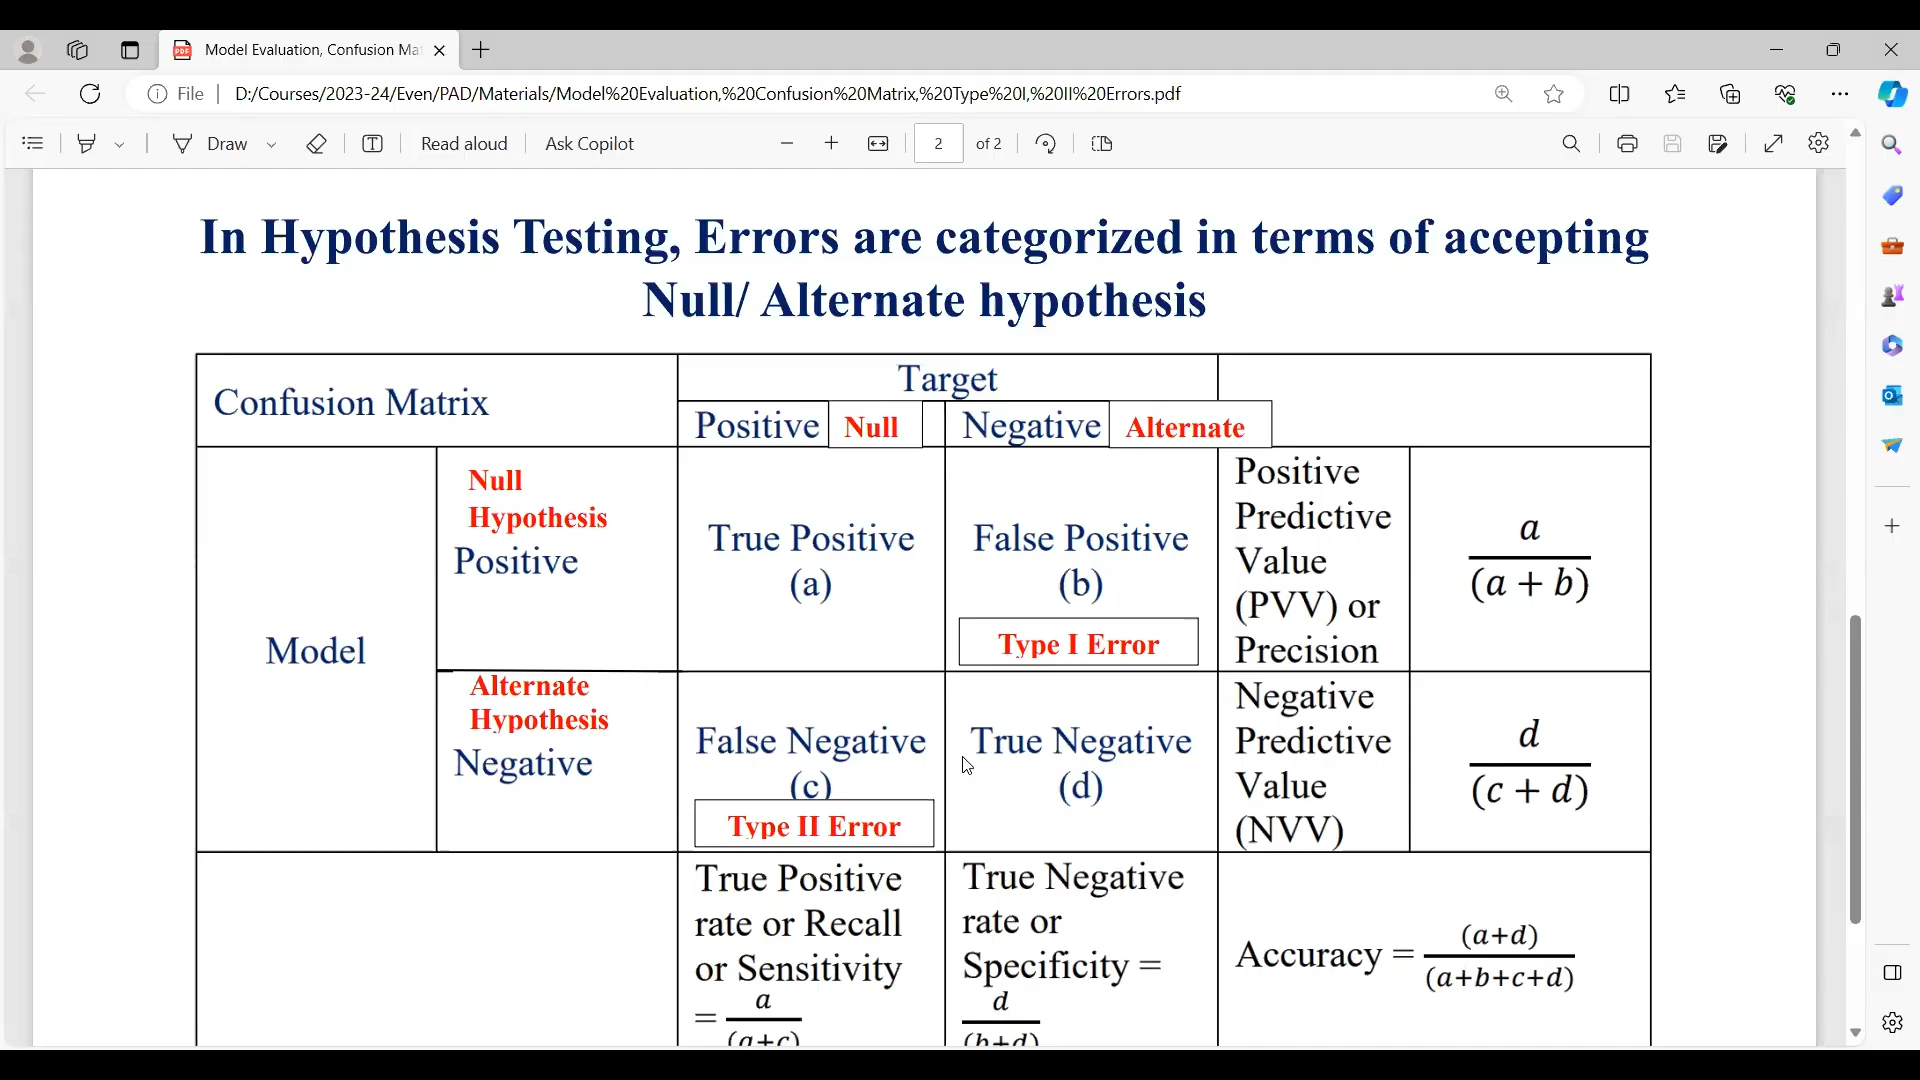 Model Evaluation, Confusion Ma
File
D:/Courses/2023-24/Even/PAD/Materials/Model%20Evaluation,%20Confusion%20Matrix,%20Type%20I,%20II%20Errors.pdf
Draw
Read aloud
Ask Copilot
2
of 2
In Hypothesis Testing, Errors are categorized in terms of accepting
Null/ Alternate hypothesis
Confusion Matrix
Target
Positive
Null
Negative
Alternate
Model
Null
Hypothesis
Positive
True Positive
(a)
False Positive
(b)
Type I Error
Positive
Predictive
Value
(PVV) or
Precision
a
(a + b)
Alternate
Hypothesis
Negative
False Negative
(c)
Type II Error
True Negative
(d)
Negative
Predictive
Value
(NVV)
d
(c + d)
True Positive
rate or Recall
or Sensitivity
= a
(a+c)
True Negative
rate or
Specificity =
d
(b+d)
Accuracy = (a+d)
(a+b+c+d)